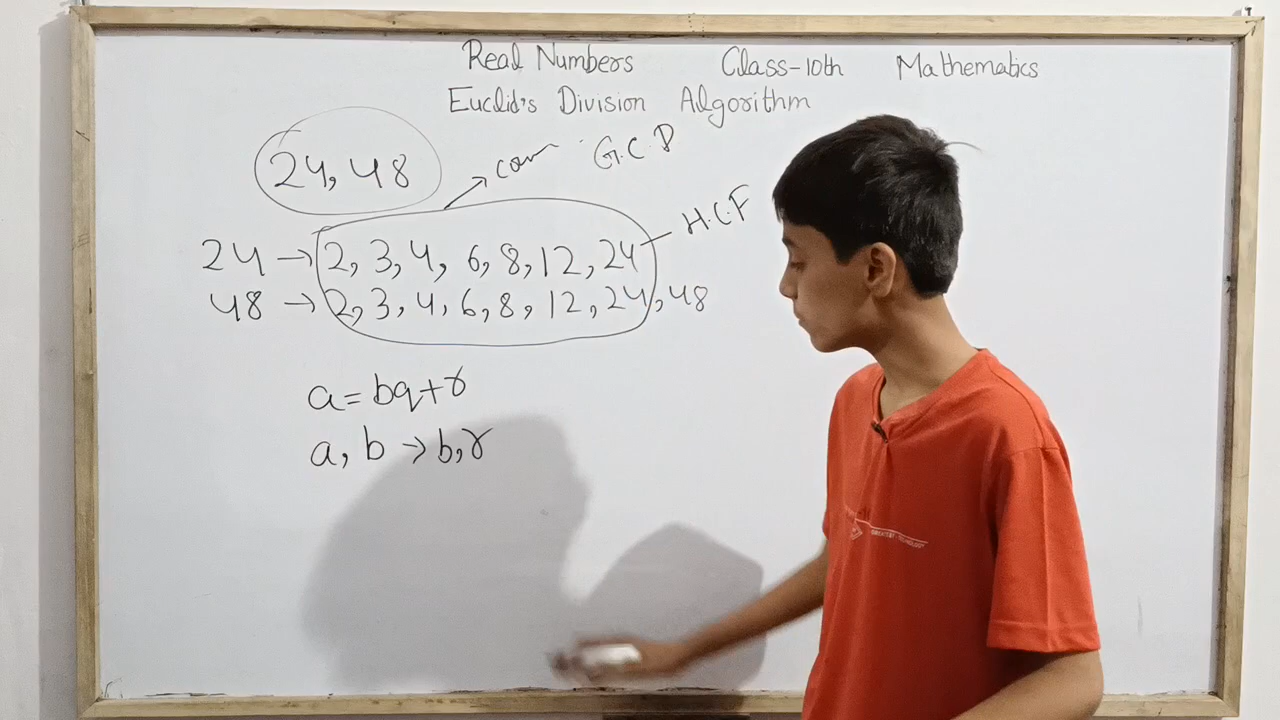 Real Numbers Class-10th Mathematics
Euclid's Division Algorithm
24, 48
com G.C.D
H.C.F
24 → 2, 3, 4, 6, 8, 12, 24
48 → 2, 3, 4, 6, 8, 12, 24, 48
a = bq + r
a, b → b, r